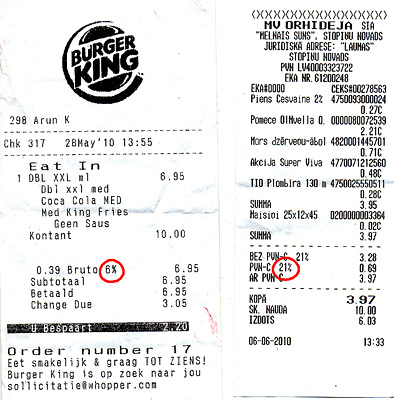 BURGER
KING
298 Arun K
Chk 317 28May'10 13:55
Eat In
1 DBL XXL ml 6.95
Dbl xxl med
Coca Cola MED
Med King Fries
Geen Saus
Kontant 10.00
0.39 Bruto 6% 6.95
Subtotaal 6.95
Betaald 6.95
Change Due 3.05
U Bespaart 2.20
Order number 17
Eet smakelijk & graag TOT ZIENS!
Burger King is op zoek naar jou
sollicitatie@whopper.com
MV ORHIDEJA SIA
"MELNAIS SUNS", STOPIŅU NOVADS
JURIDISKĀ ADRESE: "LAUMAS"
STOPIŅU NOVADS
PVN LV40003323722
EKA NR.61200248
EKA#0000 CEKS#00278563
Piens Cesvaine 2% 4750093000024
0.27C
Pomece OlMvella 0. 0000080072539
2.21C
Mors dzērveņu-ābol 4820001445701
0.71C
Akcija Super Viva 4770071212560
0.48C
IIO Plombira 130 m 4750025550511
0.28C
SUMMA 3.95
Maisiņi 25x12x45 0200000003364
0.02C
SUMMA 3.97
BEZ PVN-C 21% 3.28
PVN-C 21% 0.69
AR PVN-C 3.97
KOPĀ 3.97
SK. NAUDA 10.00
IZDOTS 6.03
06-06-2010 13:33